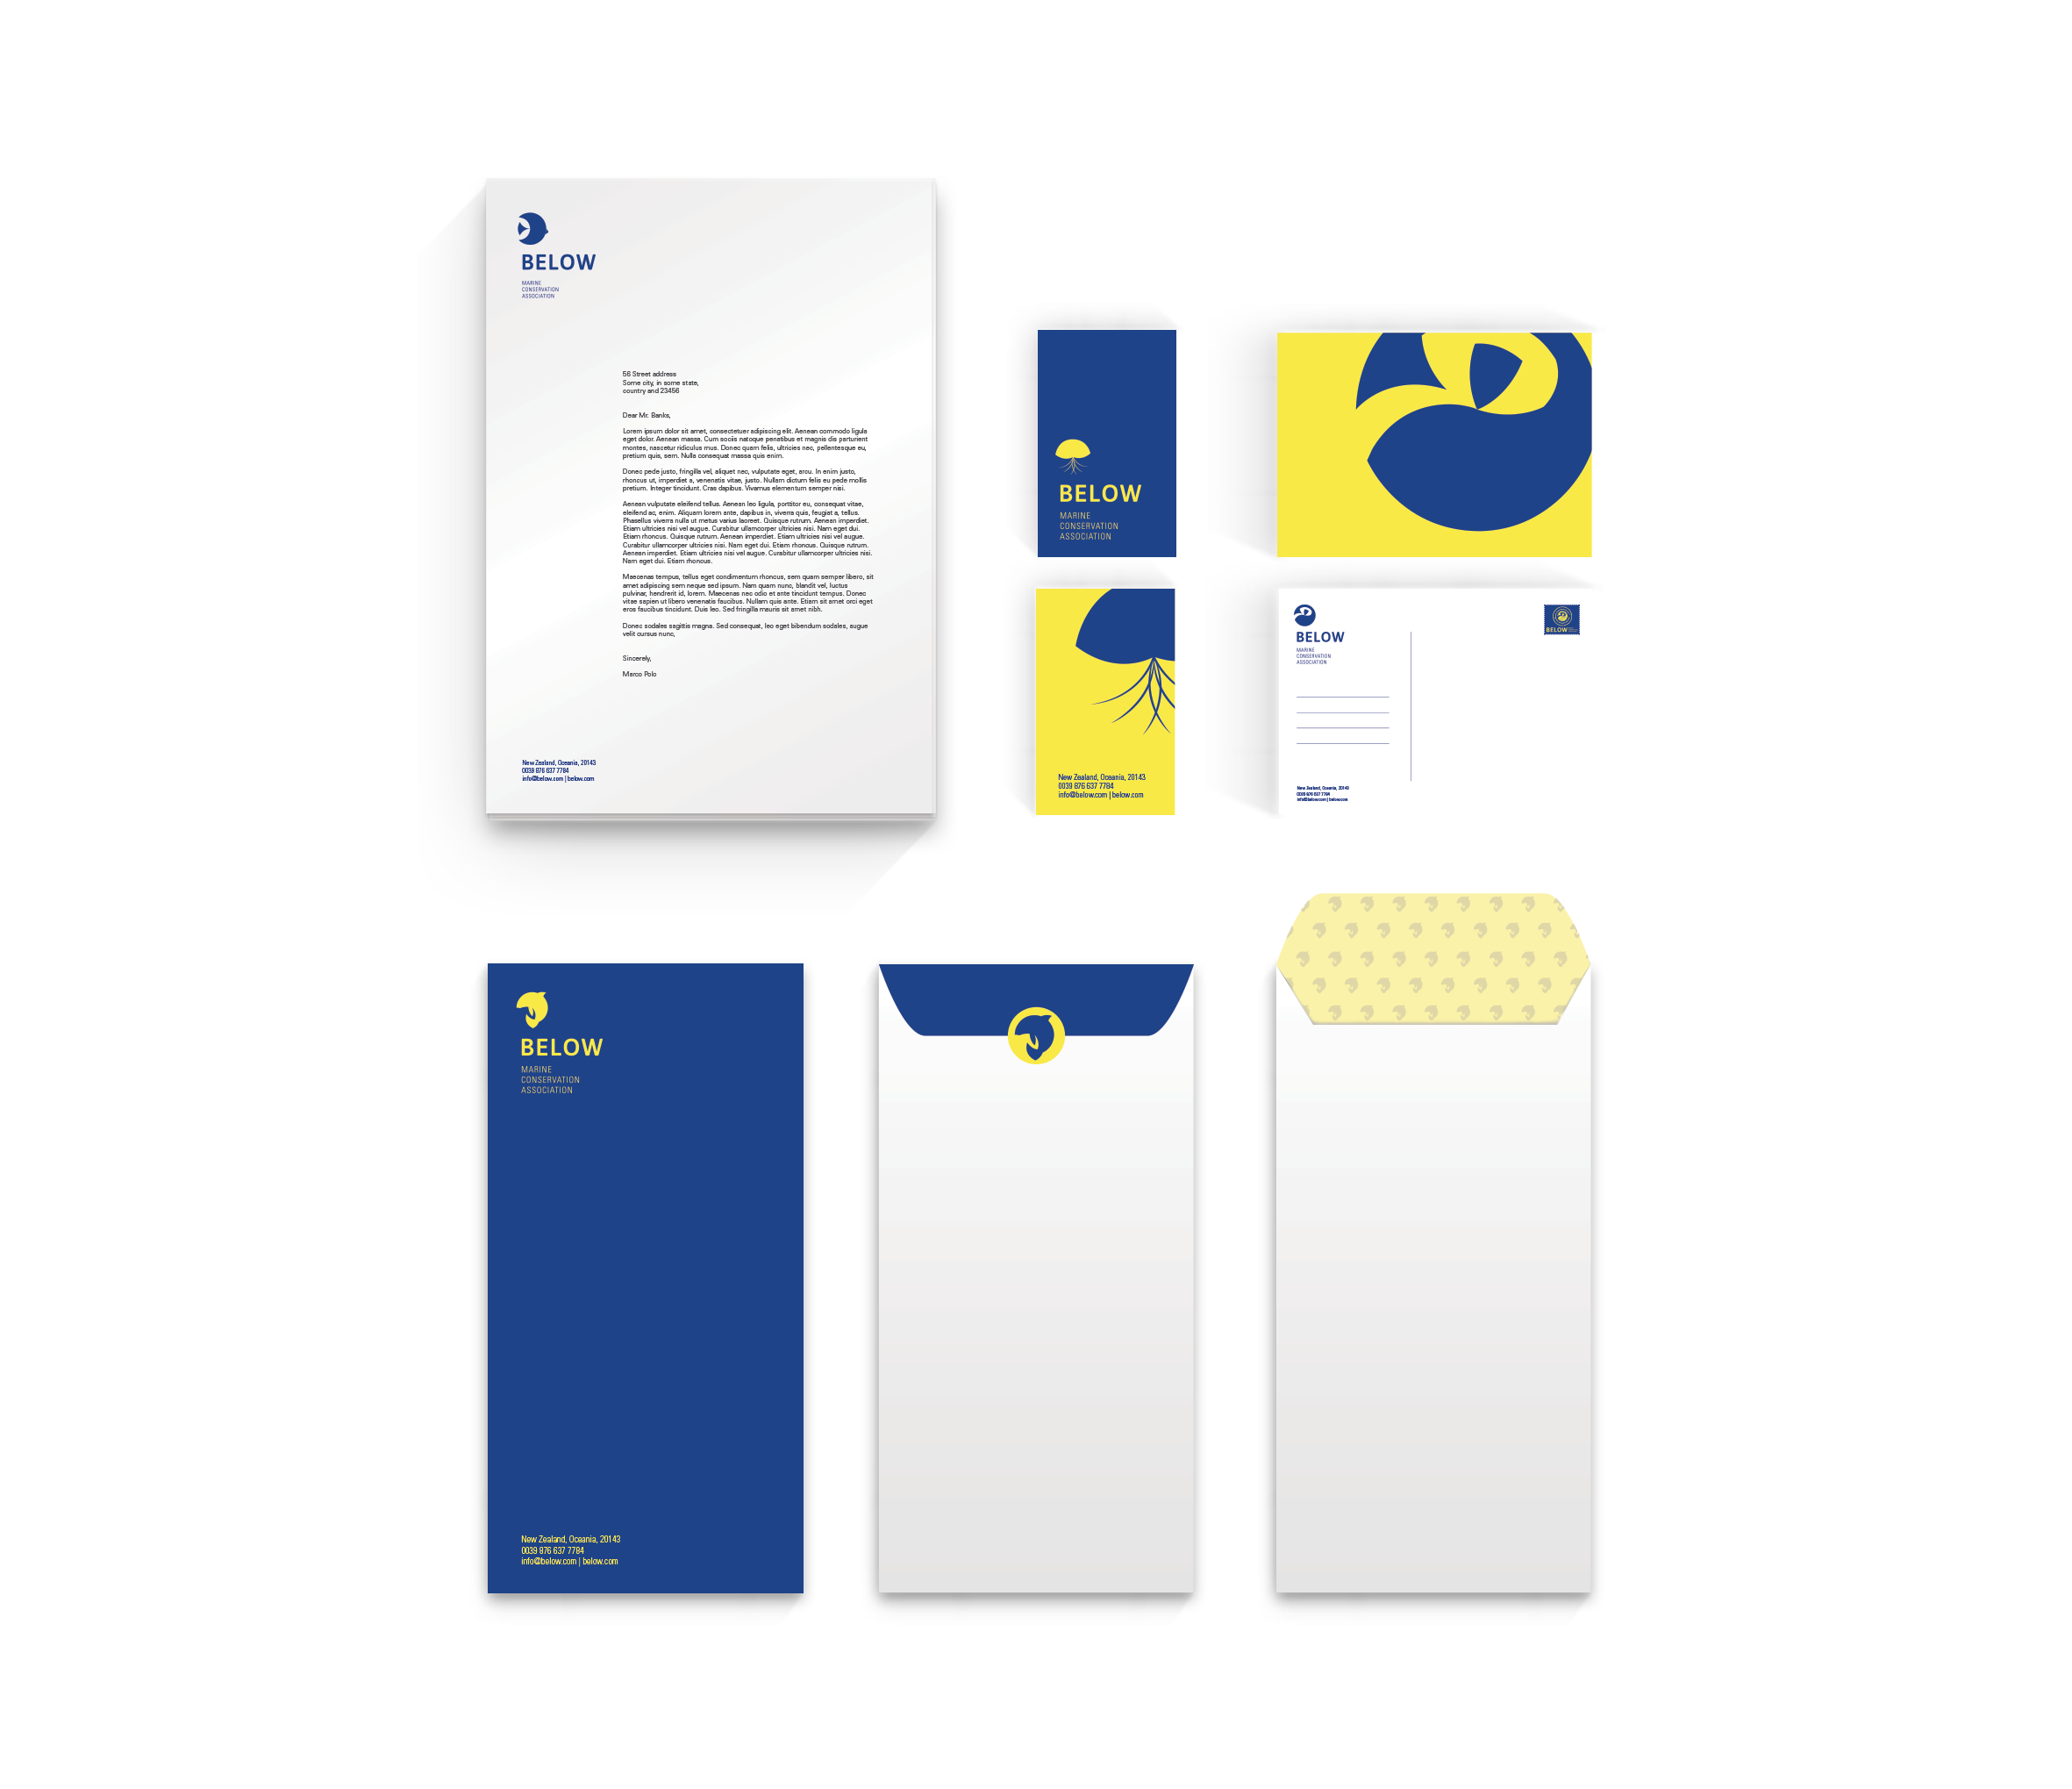 BELOW
MARINE
CONSERVATION
ASSOCIATION
56 Street address
Some city, in some state,
country and 23456
Dear Mr. Banks,
Lorem ipsum dolor sit amet, consectetuer adipiscing elit. Aenean commodo ligula
eget dolor. Aenean massa. Cum sociis natoque penatibus et magnis dis parturient
montes, nascetur ridiculus mus. Donec quam felis, ultricies nec, pellentesque eu,
pretium quis, sem. Nulla consequat massa quis enim.
Donec pede justo, fringilla vel, aliquet nec, vulputate eget, arcu. In enim justo,
rhoncus ut, imperdiet a, venenatis vitae, justo. Nullam dictum felis eu pede mollis
pretium. Integer tincidunt. Cras dapibus. Vivamus elementum semper nisi.
Aenean vulputate eleifend tellus. Aenean leo ligula, porttitor eu, consequat vitae,
eleifend ac, enim. Aliquam lorem ante, dapibus in, viverra quis, feugiat a, tellus.
Phasellus viverra nulla ut metus varius laoreet. Quisque rutrum. Aenean imperdiet.
Etiam ultricies nisi vel augue. Curabitur ullamcorper ultricies nisi. Nam eget dui.
Etiam rhoncus. Quisque rutrum. Aenean imperdiet. Etiam ultricies nisi vel augue.
Curabitur ullamcorper ultricies nisi. Nam eget dui. Etiam rhoncus. Quisque rutrum.
Aenean imperdiet. Etiam ultricies nisi vel augue. Curabitur ullamcorper ultricies nisi.
Nam eget dui. Etiam rhoncus.
Maecenas tempus, tellus eget condimentum rhoncus, sem quam semper libero, sit
amet adipiscing sem neque sed ipsum. Nam quam nunc, blandit vel, luctus
pulvinar, hendrerit id, lorem. Maecenas nec odio et ante tincidunt tempus. Donec
vitae sapien ut libero venenatis faucibus. Nullam quis ante. Etiam sit amet orci eget
eros faucibus tincidunt. Duis leo. Sed fringilla mauris sit amet nibh.
Donec sodales sagittis magna. Sed consequat, leo eget bibendum sodales, augue
velit cursus nunc,
Sincerely,
Marco Polo
New Zealand, Oceania, 20143
0039 876 637 7784
info@below.com | below.com
BELOW
MARINE
CONSERVATION
ASSOCIATION
New Zealand, Oceania, 20143
0039 876 637 7784
info@below.com | below.com
BELOW
MARINE
CONSERVATION
ASSOCIATION
BELOW
New Zealand, Oceania, 20143
0039 876 637 7784
info@below.com | below.com
BELOW
MARINE
CONSERVATION
ASSOCIATION
New Zealand, Oceania, 20143
0039 876 637 7784
info@below.com | below.com